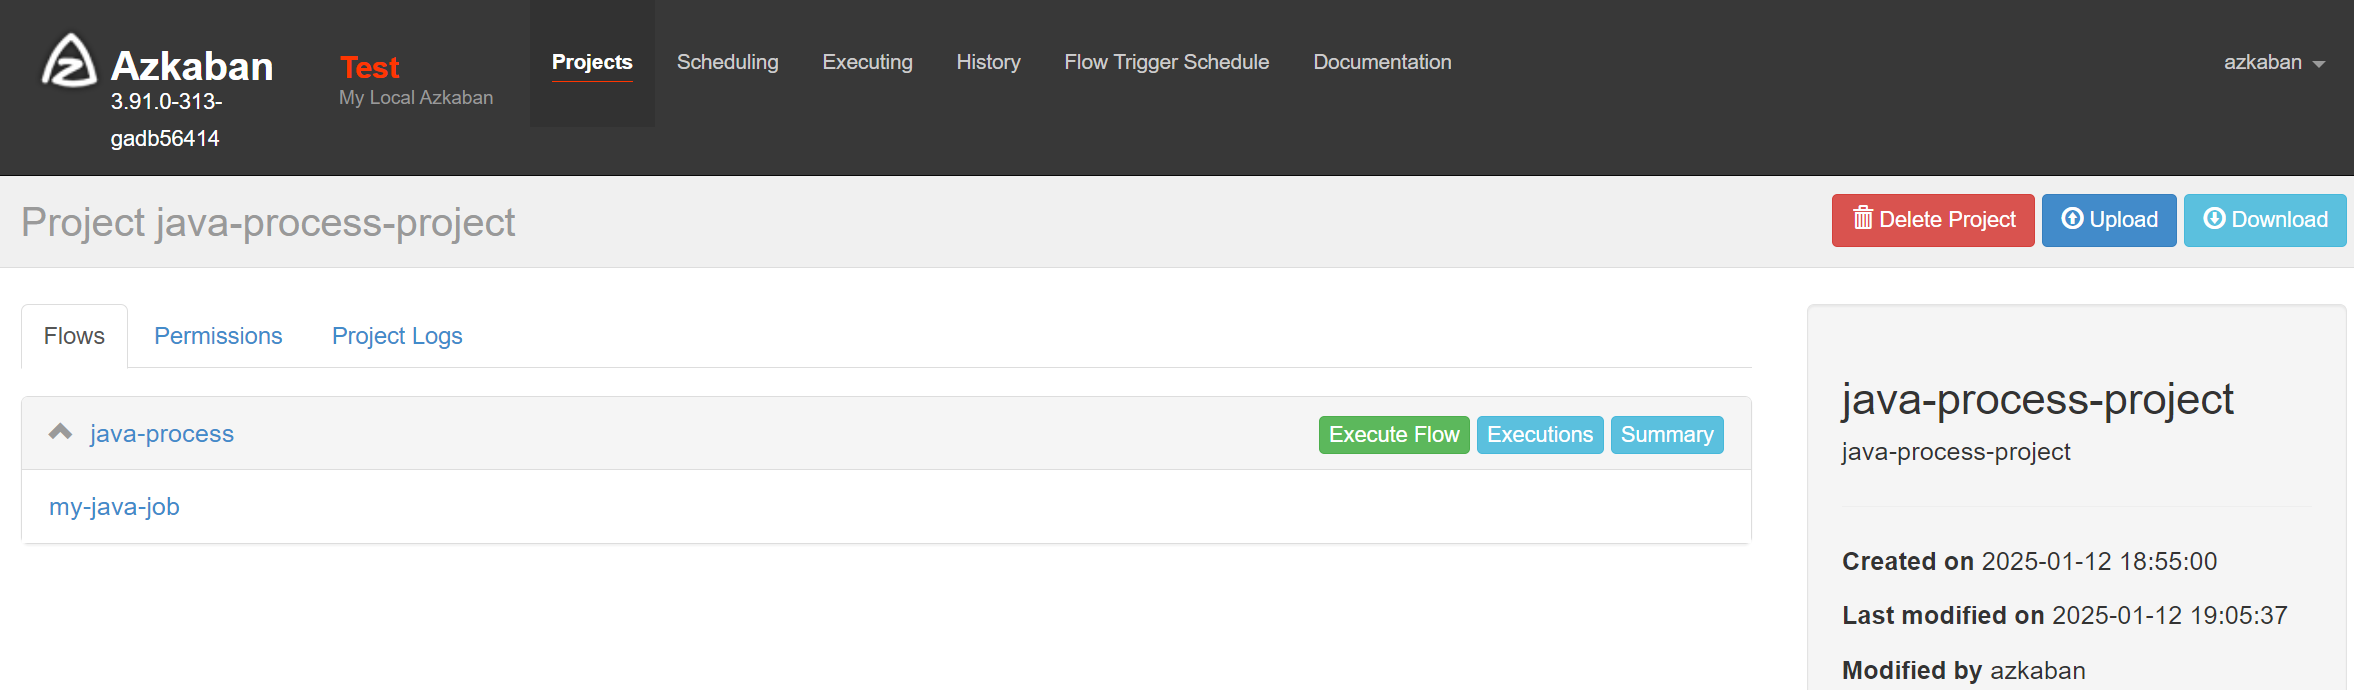 Azkaban
3.91.0-313-
gadb56414
Test
My Local Azkaban
Projects Scheduling Executing History Flow Trigger Schedule Documentation
azkaban
Project java-process-project
Delete Project Upload Download
Flows Permissions Project Logs
java-process Execute Flow Executions Summary
my-java-job
java-process-project
java-process-project
Created on 2025-01-12 18:55:00
Last modified on 2025-01-12 19:05:37
Modified by azkaban